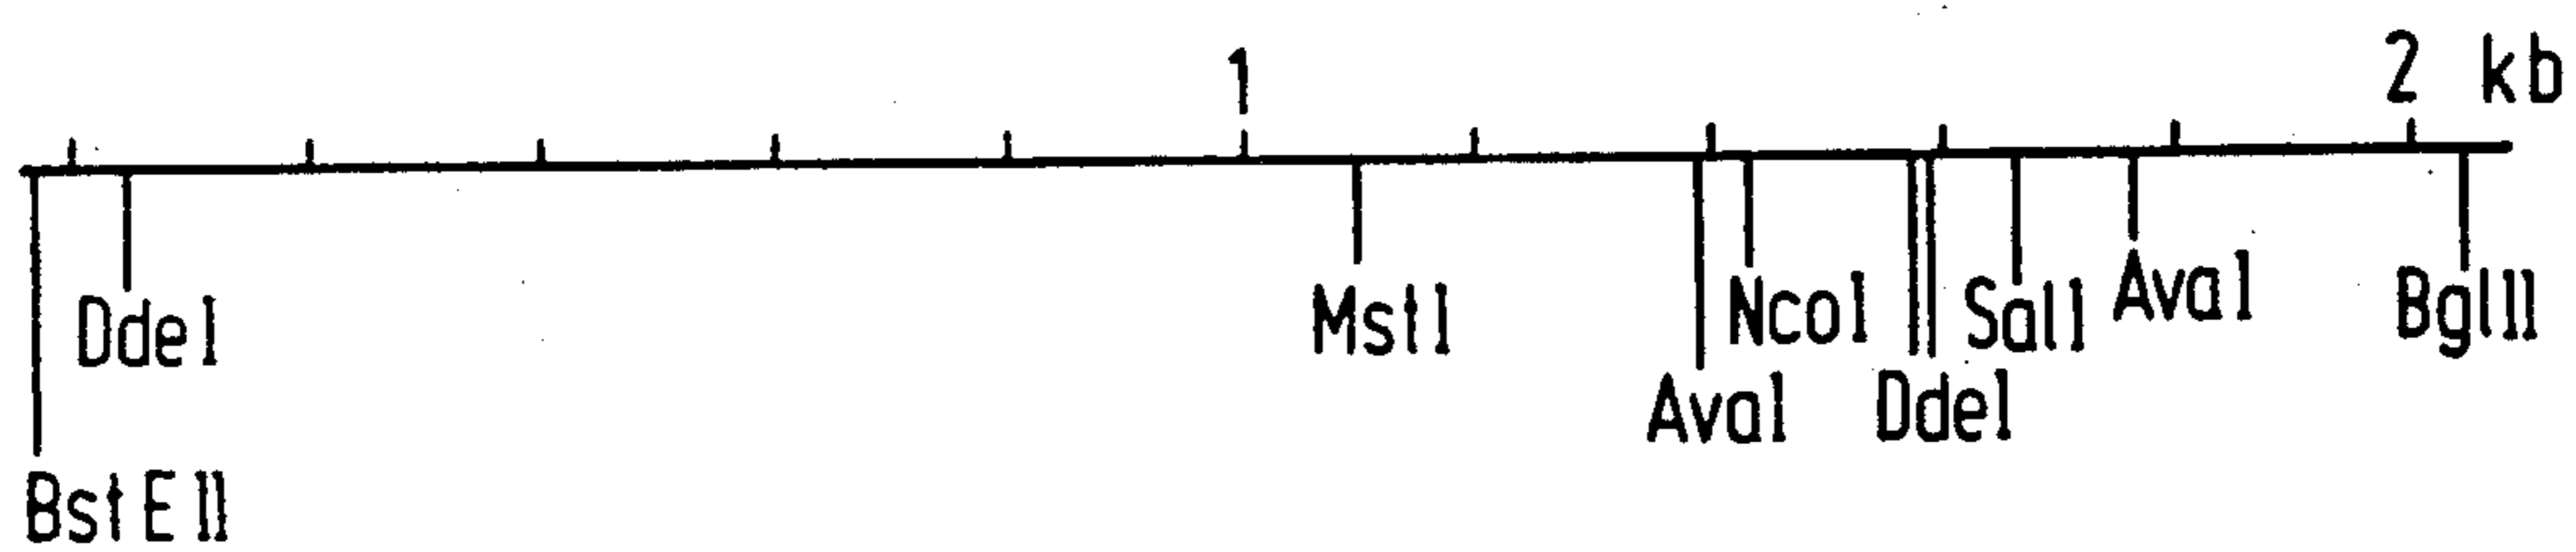 1
2 kb
DdeI
MstI
NcoI
SalI
AvaI
BglII
AvaI
DdeI
BstEII